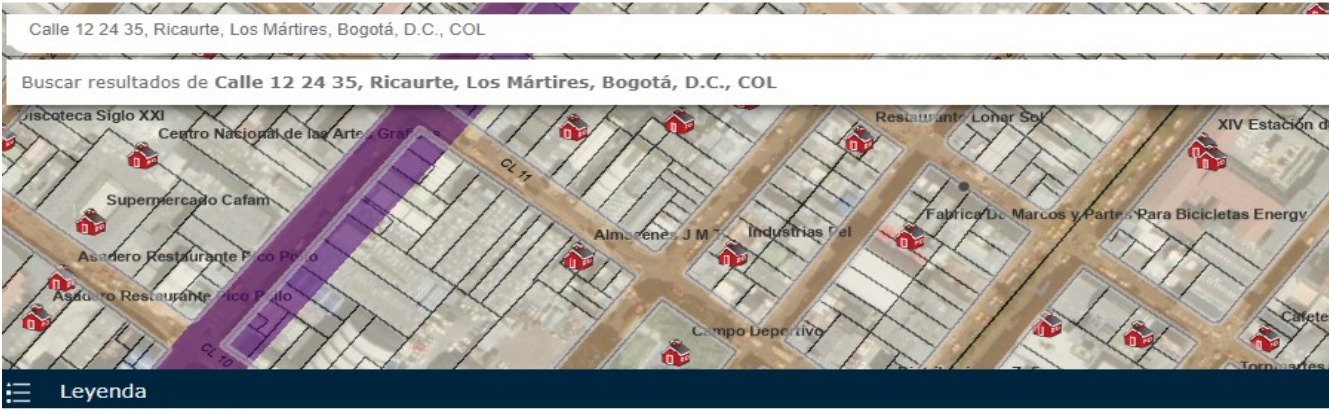 Calle 12 24 35, Ricaurte, Los Mártires, Bogotá, D.C., COL
Buscar resultados de Calle 12 24 35, Ricaurte, Los Mártires, Bogotá, D.C., COL
Discoteca Siglo XXI
Centro Nacional de las Artes Graficas
Restaurante Lonar Sol
XIV Estación d
CL 11
Supermercado Cafam
Fabrica De Marcos y Partes Para Bicicletas Energy
Almacenes J M
Industrias Del
Asadero Restaurante Pico Pollo
Asadero Restaurante Pico Pollo
Cafete
Campo Deportivo
CL 10
Leyenda